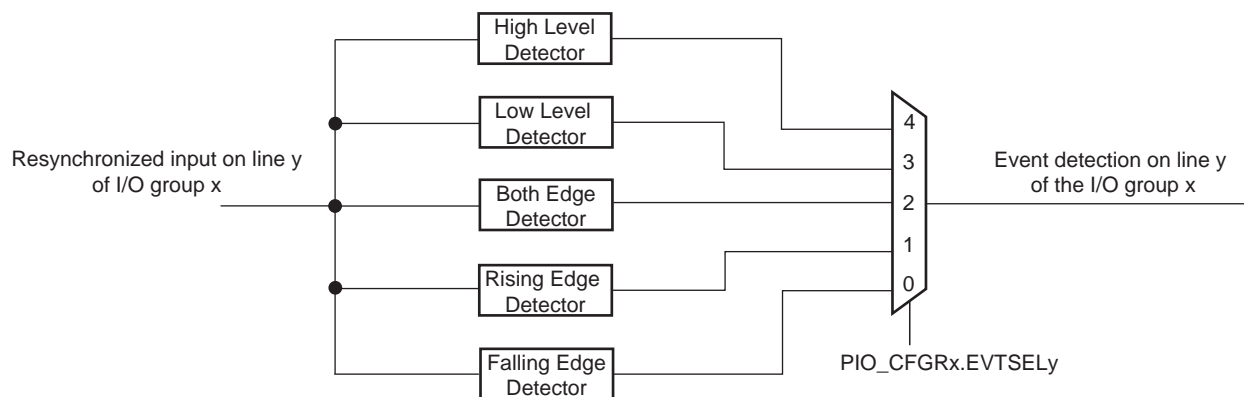 High Level
Detector
Low Level
Detector
4
Resynchronized input on line y
of I/O group x
3
Event detection on line y
of the I/O group x
Both Edge
Detector
2
1
Rising Edge
Detector
0
Falling Edge
Detector
PIO_CFGRx.EVTSELy